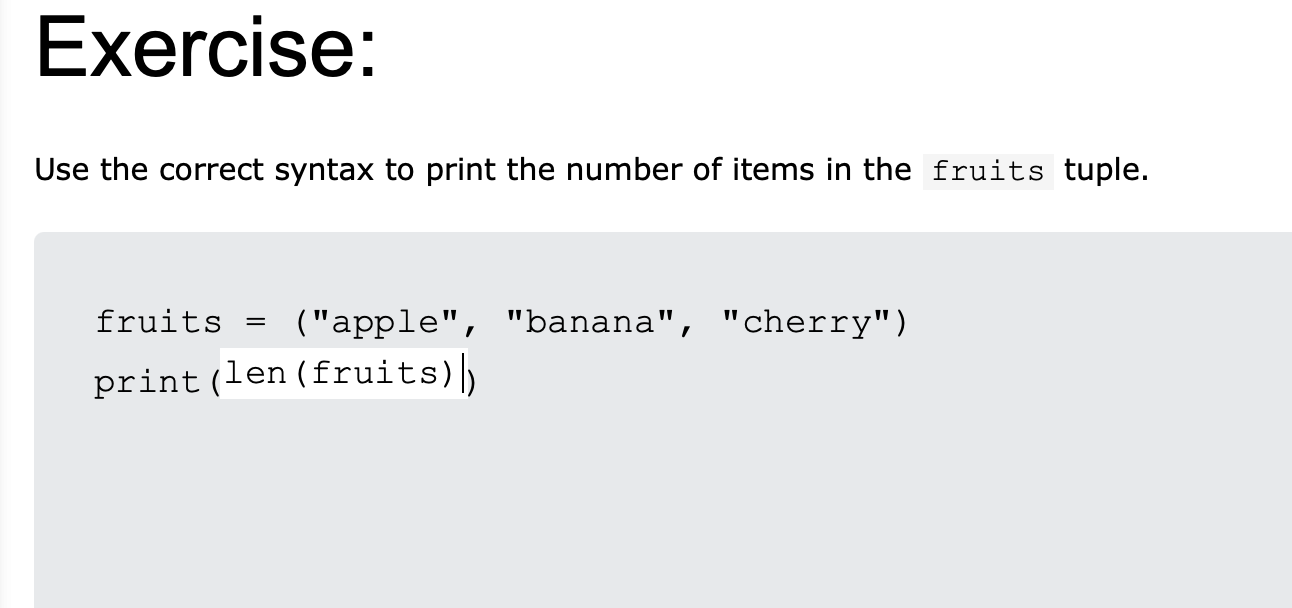 Exercise:
Use the correct syntax to print the number of items in the fruits tuple.
fruits = ("apple", "banana", "cherry")
print(len(fruits))